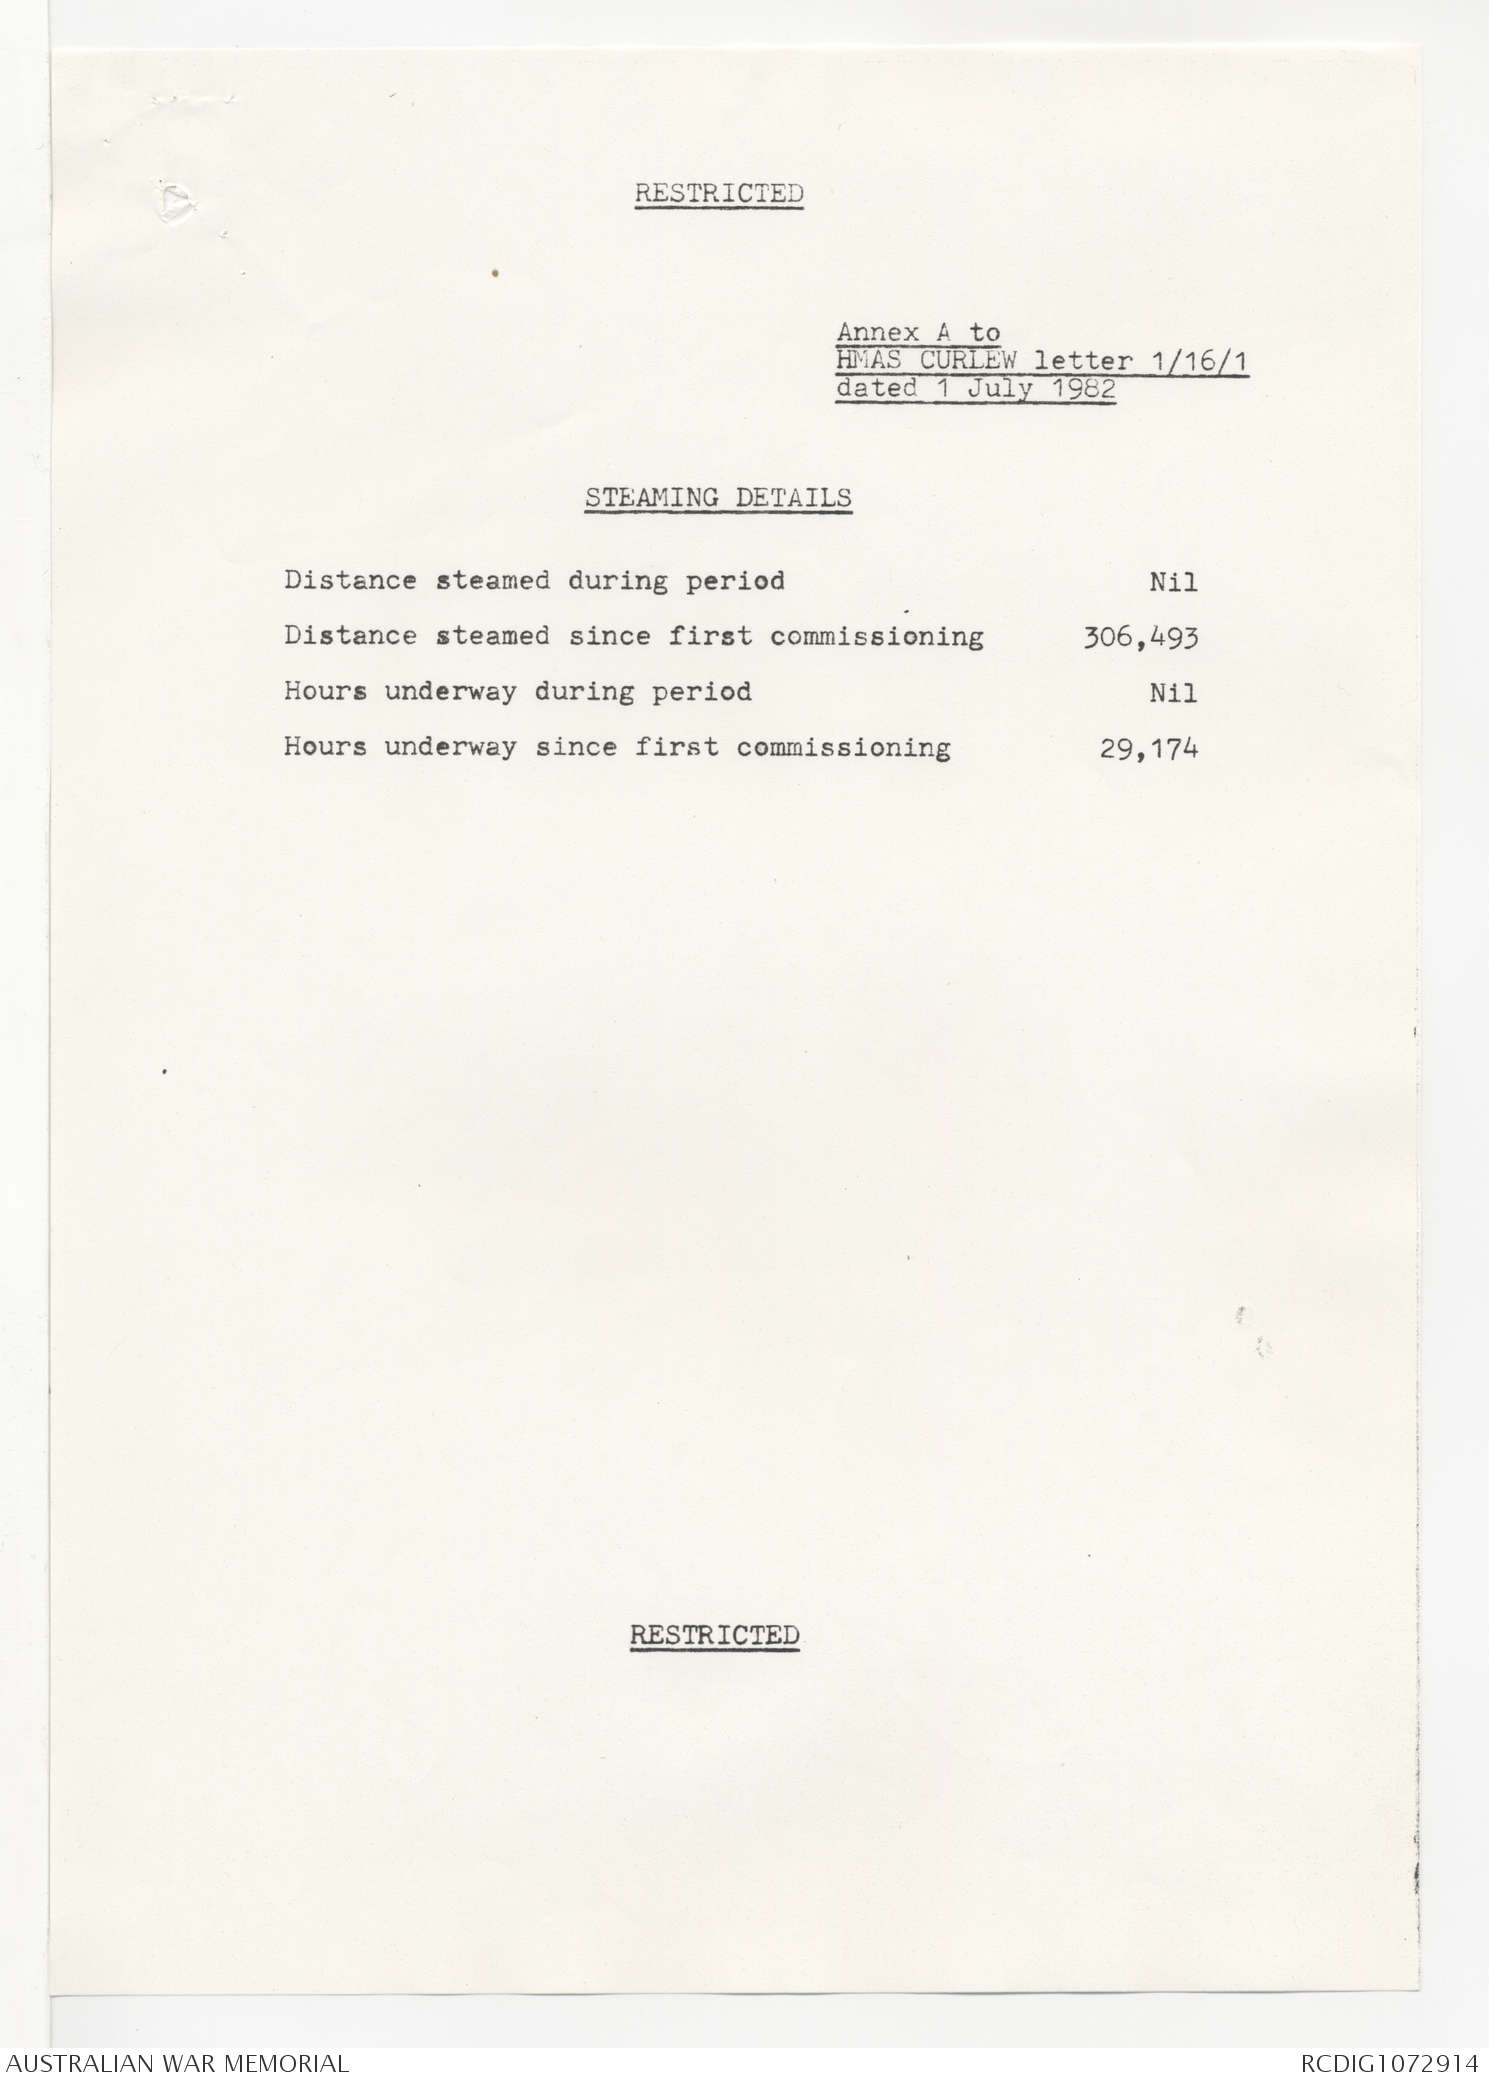 RESTRICTED
Annex A to
HMAS CURLEW letter 1/16/1
dated 1 July 1982
STEAMING DETAILS
Distance steamed during period Nil
Distance steamed since first commissioning 306,493
Hours underway during period Nil
Hours underway since first commissioning 29,174
RESTRICTED
AUSTRALIAN WAR MEMORIAL RCDIG1072914